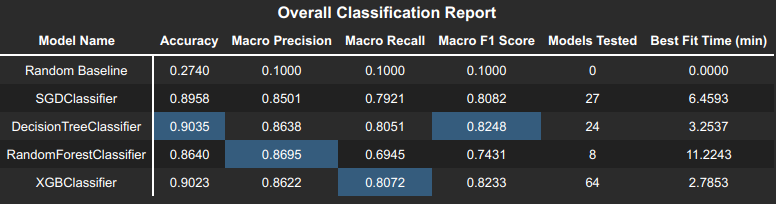 Overall Classification Report
Model Name Accuracy Macro Precision Macro Recall Macro F1 Score Models Tested Best Fit Time (min)
Random Baseline 0.2740 0.1000 0.1000 0.1000 0 0.0000
SGDClassifier 0.8958 0.8501 0.7921 0.8082 27 6.4593
DecisionTreeClassifier 0.9035 0.8638 0.8051 0.8248 24 3.2537
RandomForestClassifier 0.8640 0.8695 0.6945 0.7431 8 11.2243
XGBClassifier 0.9023 0.8622 0.8072 0.8233 64 2.7853